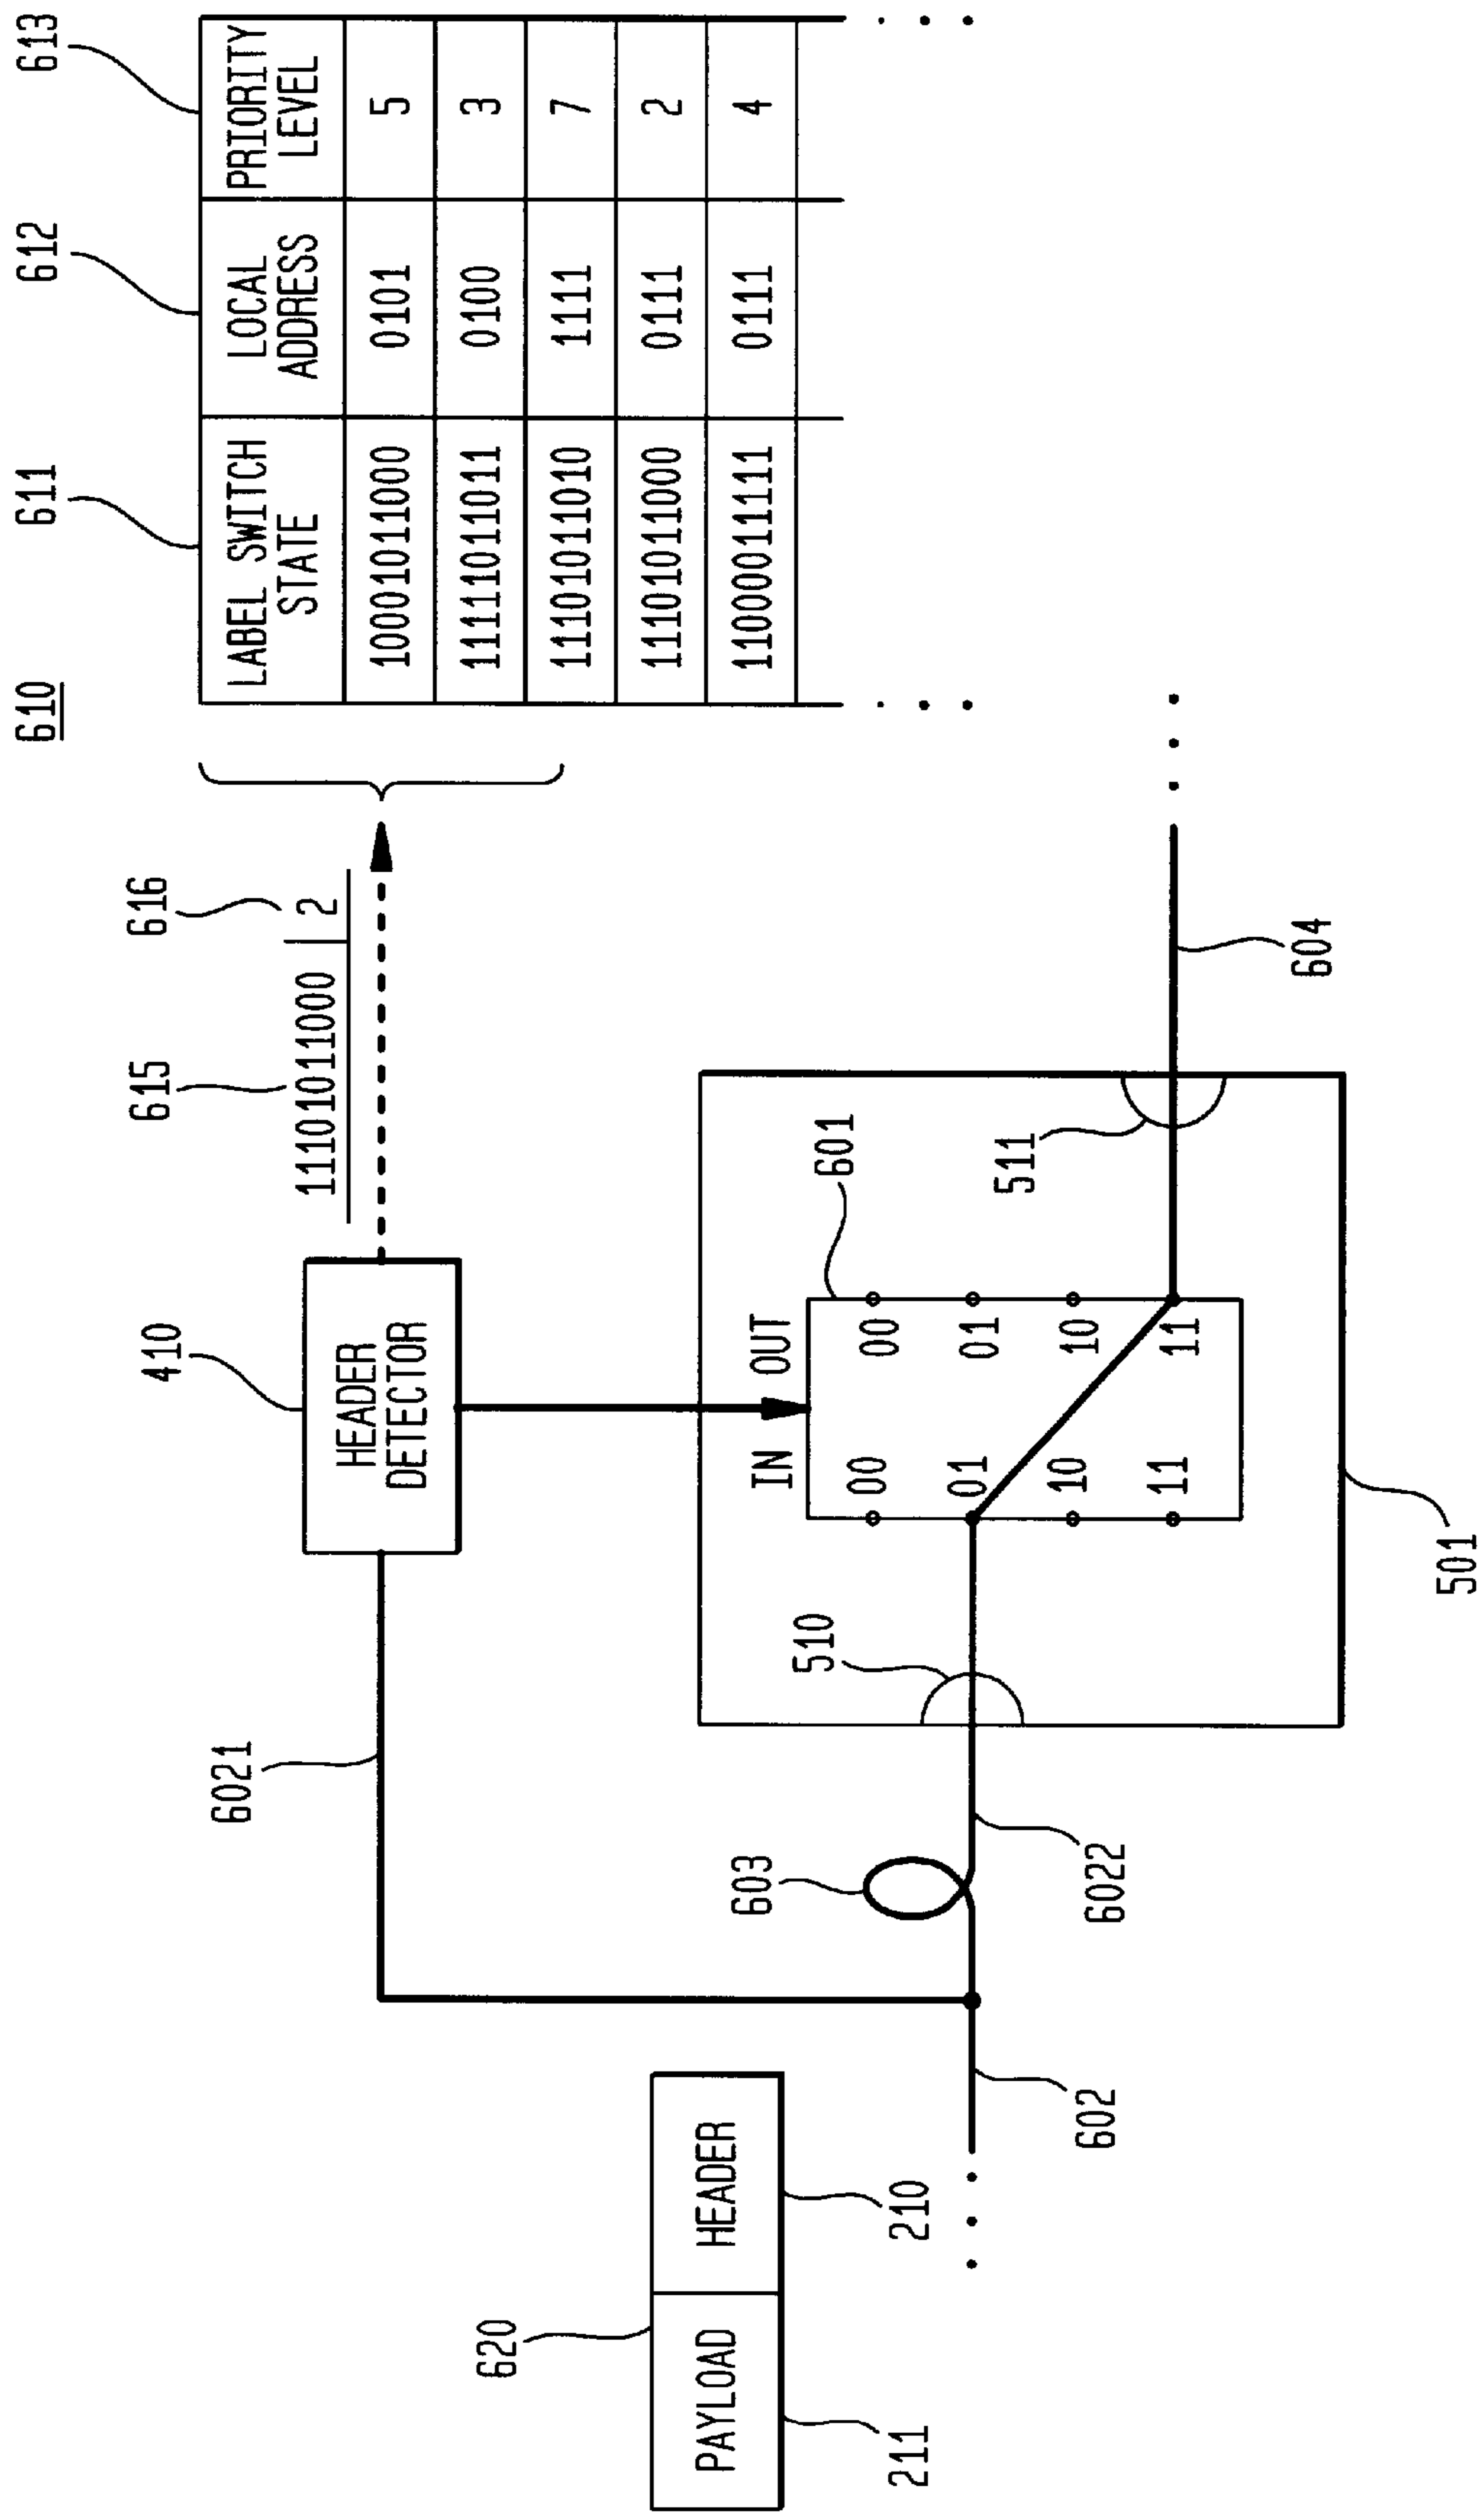 610
611
612
613
LABEL SWITCH
STATE
LOCAL
ADDRESS
PRIORITY
LEVEL
10001011000 0101 5
11111011011 0100 3
11101011010 1111 7
11101011000 0111 2
11000011111 0111 4
615
616
11101011000 2
410
HEADER
DETECTOR
6021
620
PAYLOAD HEADER
211
210
602
603
6022
510
601
IN OUT
00 00
01 01
10 10
11 11
511
604
501